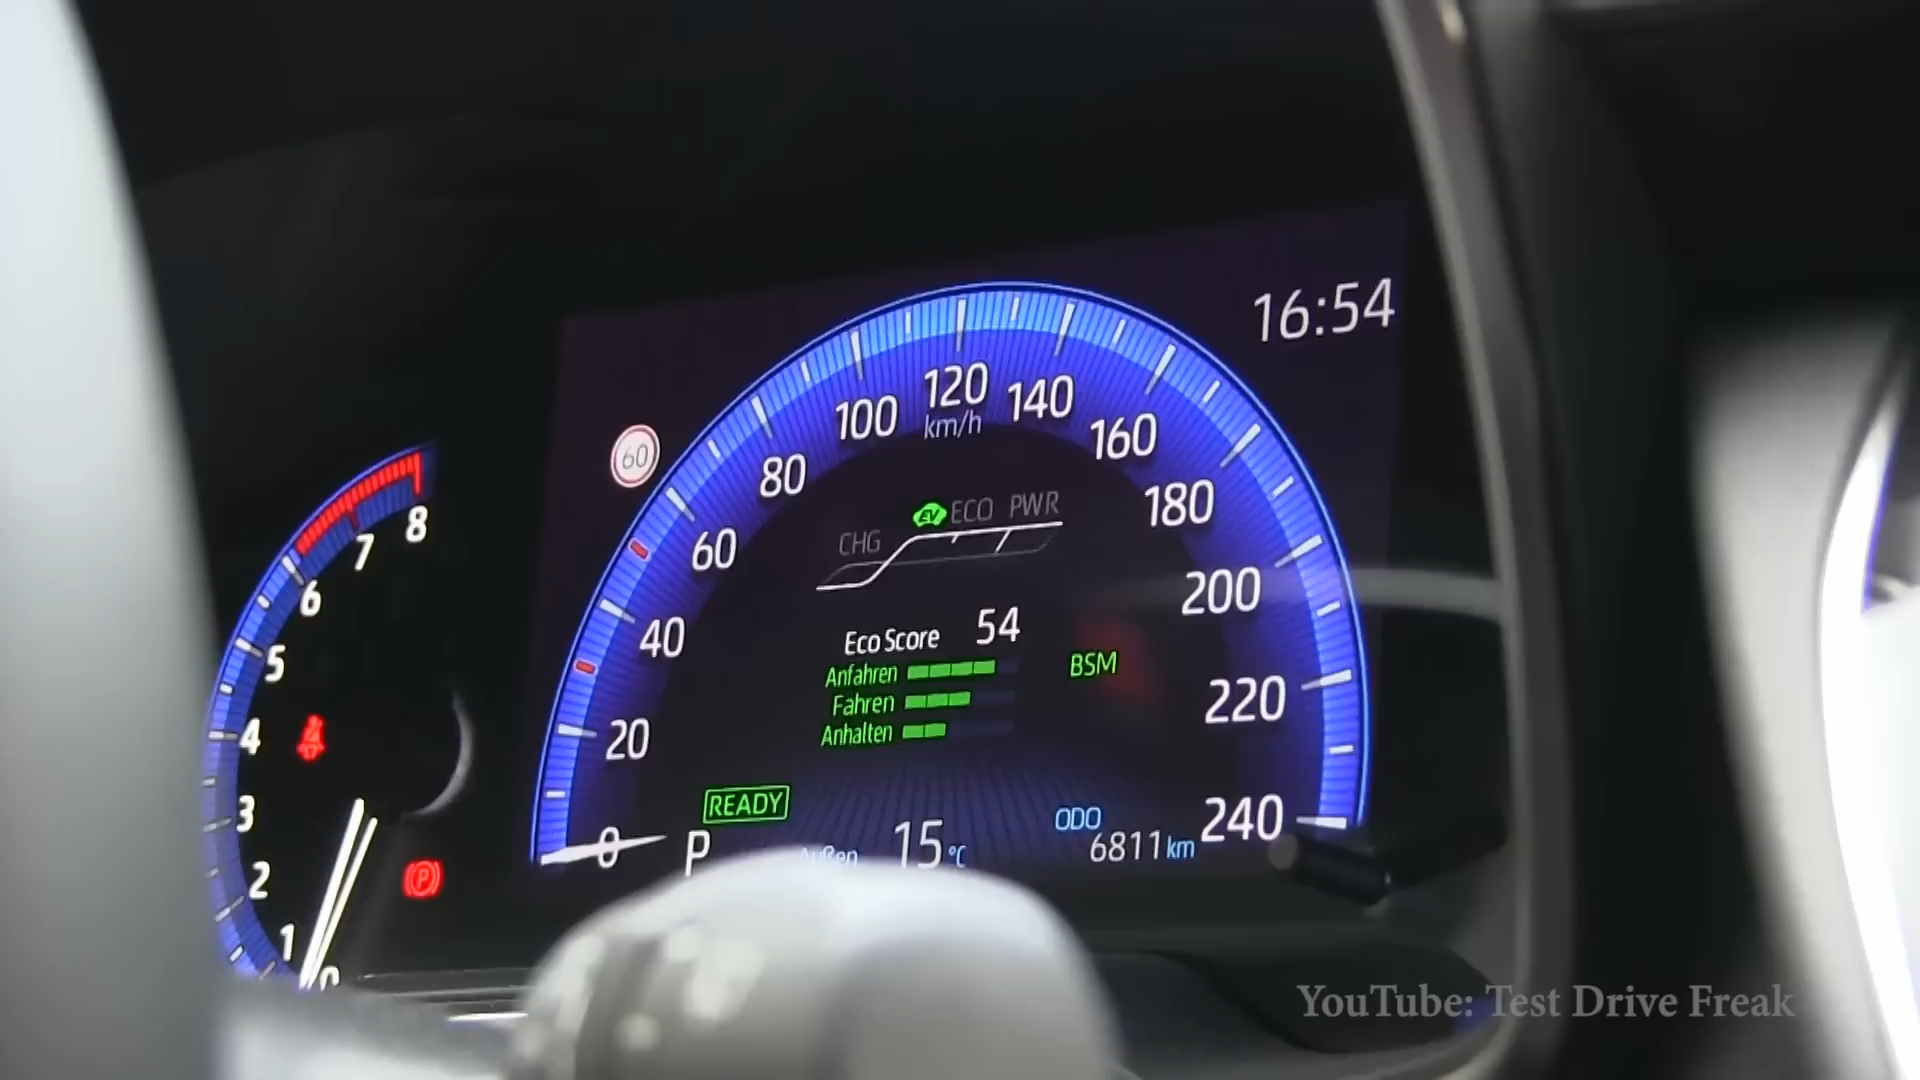 16:54
60
0
20
40
60
80
100
120
km/h
140
160
180
200
220
240
CHG
EV
ECO
PWR
Eco Score 54
Anfahren
Fahren
Anhalten
BSM
READY
P
Außen 15 °C
ODO
6811 km
8
7
6
5
4
3
2
1
0
P
YouTube: Test Drive Freak